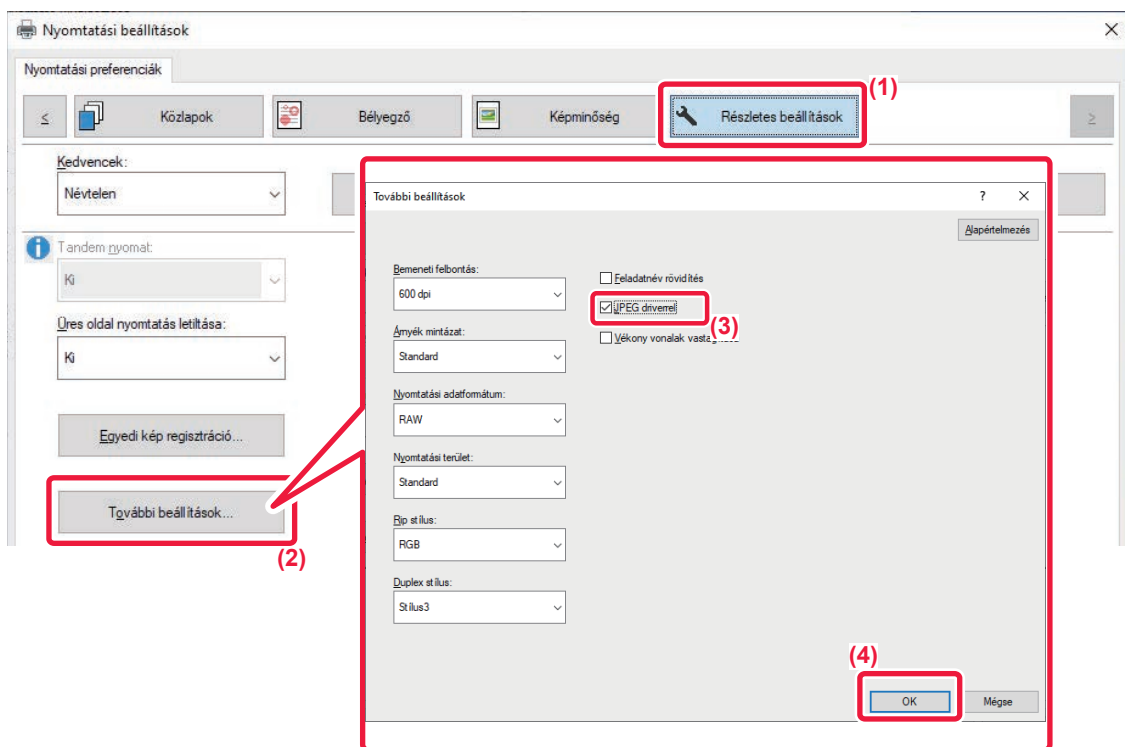 Nyomtatási beállítások
Nyomtatási preferenciák
(1)
<
Közlapok
Bélyegző
Képminőség
Részletes beállítások
>
Kedvencek:
Névtelen
Tandem nyomat:
Ki
Üres oldal nyomtatás letiltása:
Ki
Egyedi kép regisztráció...
További beállítások...
(2)
További beállítások
?
Alapértelmezés
Bemeneti felbontás:
600 dpi
Árnyék mintázat:
Standard
Nyomtatási adatformátum:
RAW
Nyomtatási terület:
Standard
Rip stílus:
RGB
Duplex stílus:
Stílus3
Feladatnév rövidítés
JPEG driverrel
(3)
Vékony vonalak
(4)
OK
Mégse